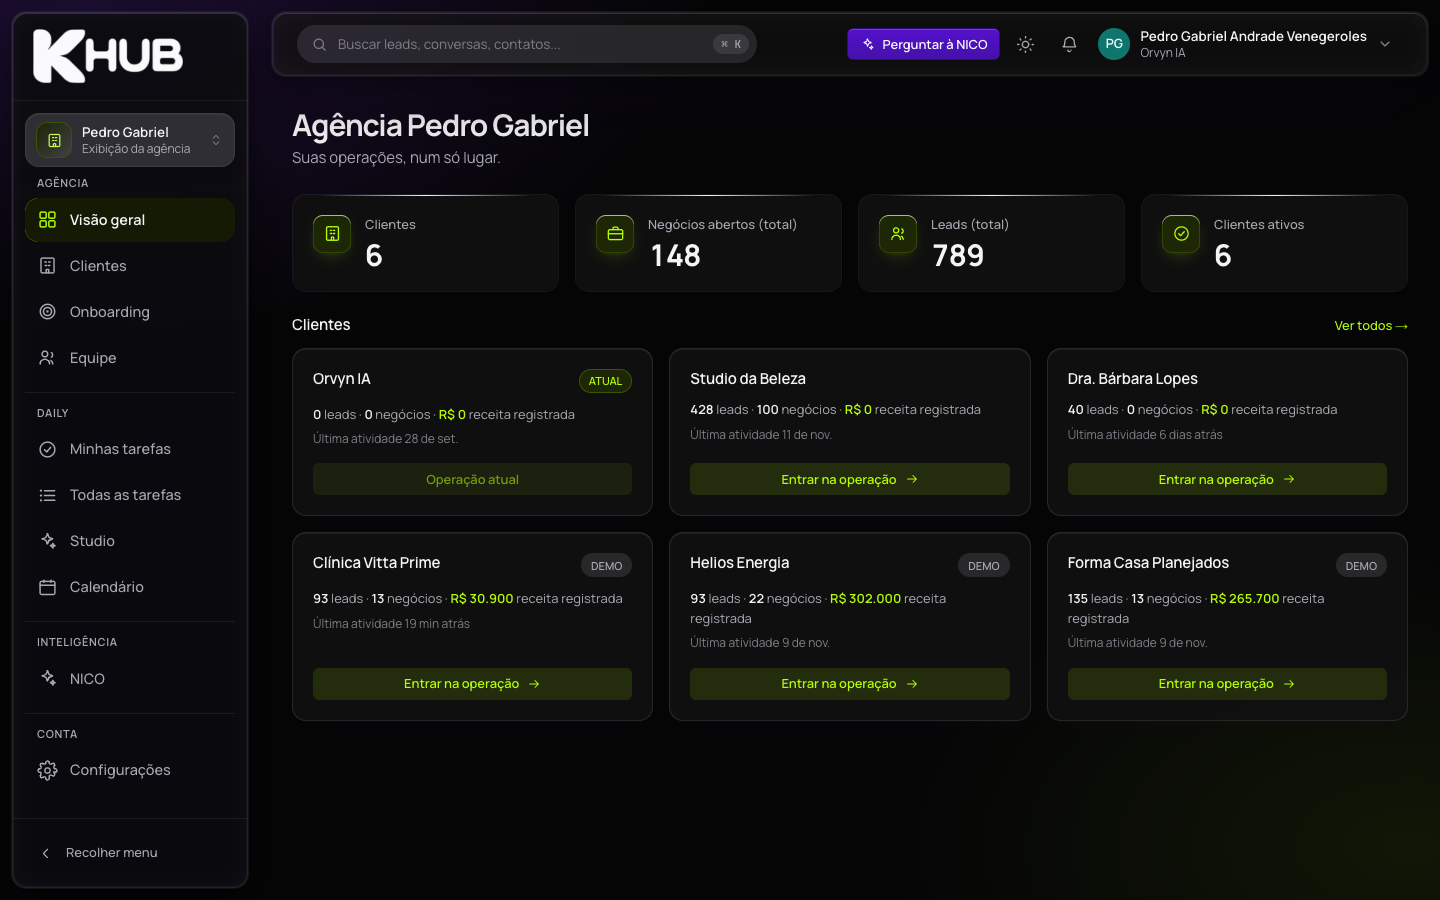 KHUB
Buscar leads, conversas, contatos...
⌘ K
Perguntar à NICO
PG
Pedro Gabriel Andrade Venegeroles
Orvyn IA
Pedro Gabriel
Exibição da agência
AGÊNCIA
Visão geral
Clientes
Onboarding
Equipe
DAILY
Minhas tarefas
Todas as tarefas
Studio
Calendário
INTELIGÊNCIA
NICO
CONTA
Configurações
Recolher menu
Agência Pedro Gabriel
Suas operações, num só lugar.
Clientes
6
Negócios abertos (total)
148
Leads (total)
789
Clientes ativos
6
Clientes
Ver todos →
Orvyn IA
ATUAL
0 leads · 0 negócios · R$ 0 receita registrada
Última atividade 28 de set.
Operação atual
Studio da Beleza
428 leads · 100 negócios · R$ 0 receita registrada
Última atividade 11 de nov.
Entrar na operação →
Dra. Bárbara Lopes
40 leads · 0 negócios · R$ 0 receita registrada
Última atividade 6 dias atrás
Entrar na operação →
Clínica Vitta Prime
DEMO
93 leads · 13 negócios · R$ 30.900 receita registrada
Última atividade 19 min atrás
Entrar na operação →
Helios Energia
DEMO
93 leads · 22 negócios · R$ 302.000 receita
registrada
Última atividade 9 de nov.
Entrar na operação →
Forma Casa Planejados
DEMO
135 leads · 13 negócios · R$ 265.700 receita
registrada
Última atividade 9 de nov.
Entrar na operação →